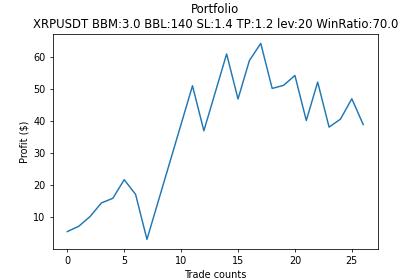 Portfolio
XRPUSDT BBM:3.0 BBL:140 SL:1.4 TP:1.2 lev:20 WinRatio:70.0
60
50
40
30
20
10
Profit ($)
0 5 10 15 20 25
Trade counts